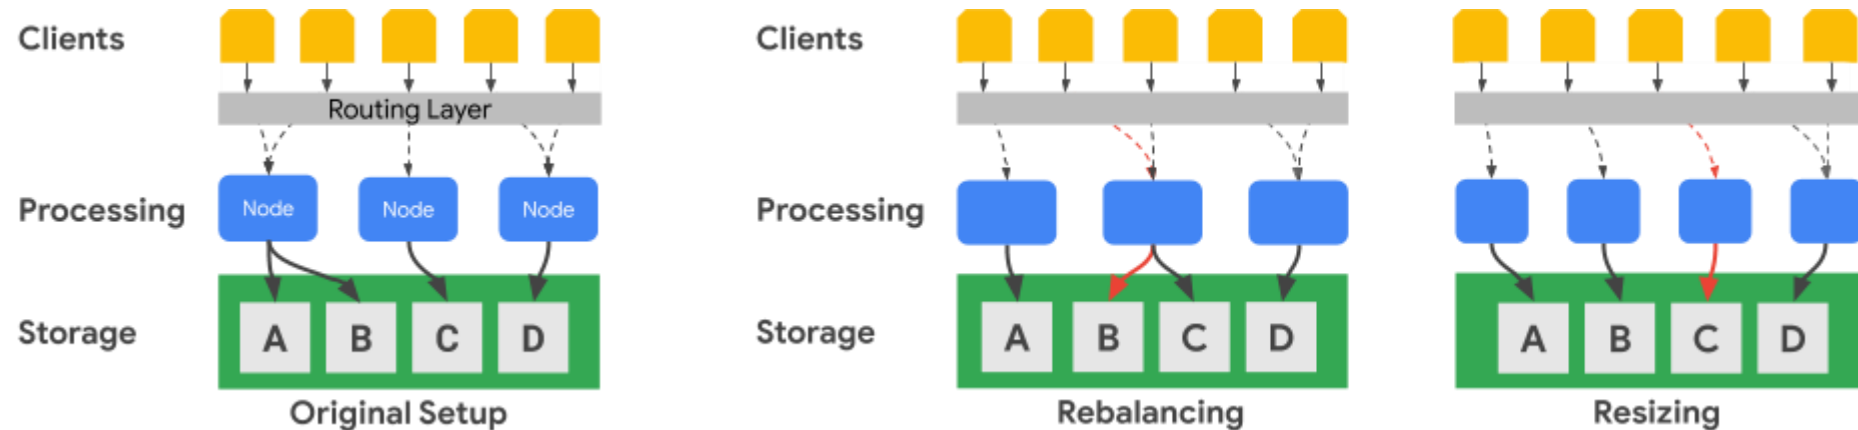 Clients
Routing Layer
Processing
Node
Node
Node
Storage
A
B
C
D
Original Setup
Clients
Processing
Storage
A
B
C
D
Rebalancing
A
B
C
D
Resizing